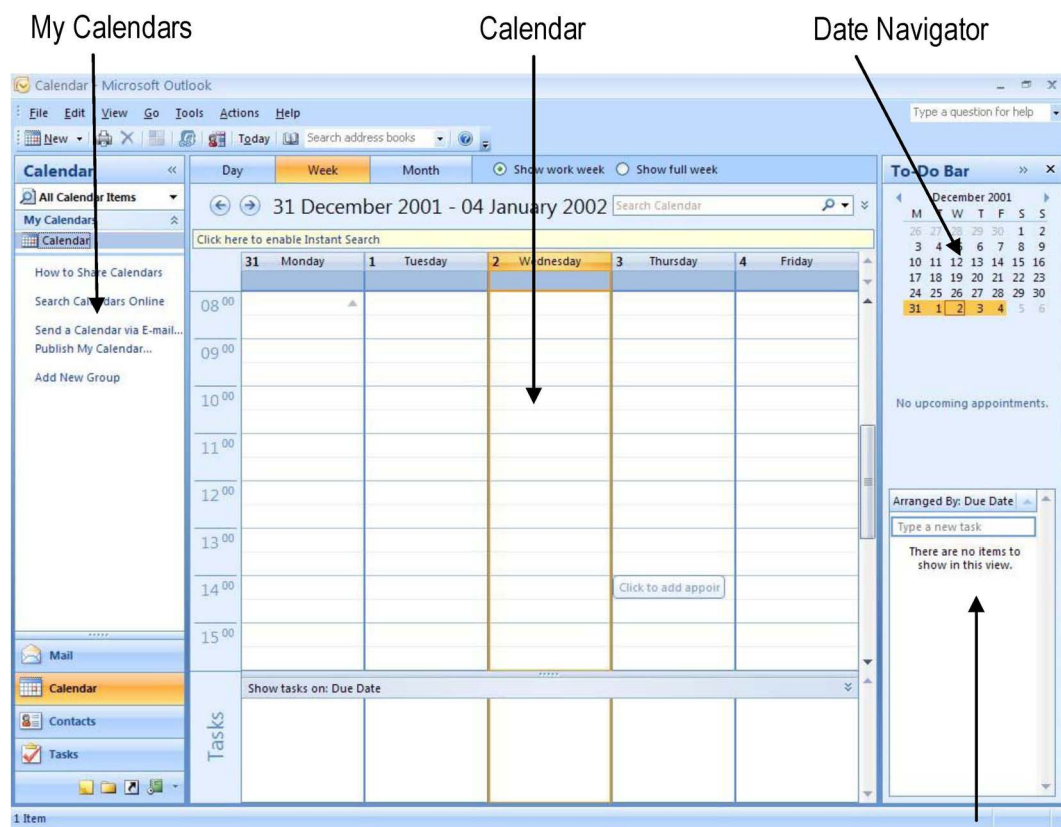 My Calendars Calendar Date Navigator
Calendar - Microsoft Outlook
File Edit View Go Tools Actions Help Type a question for help
New Today Search address books
Calendar « Day Week Month Show work week Show full week To-Do Bar »
All Calendar Items 31 December 2001 - 04 January 2002 Search Calendar December 2001
My Calendars M T W T F S S
Calendar Click here to enable Instant Search 26 27 28 29 30 1 2
31 Monday 1 Tuesday 2 Wednesday 3 Thursday 4 Friday 3 4 5 6 7 8 9
How to Share Calendars 10 11 12 13 14 15 16
Search Calendars Online 17 18 19 20 21 22 23
08 00 24 25 26 27 28 29 30
Send a Calendar via E-mail... 31 1 2 3 4 5 6
Publish My Calendar...
09 00
Add New Group
10 00 No upcoming appointments.
11 00
12 00 Arranged By: Due Date
Type a new task
13 00 There are no items to
show in this view.
14 00 Click to add appoir
15 00
Mail
Calendar Show tasks on: Due Date
Contacts Tasks
Tasks
1 Item